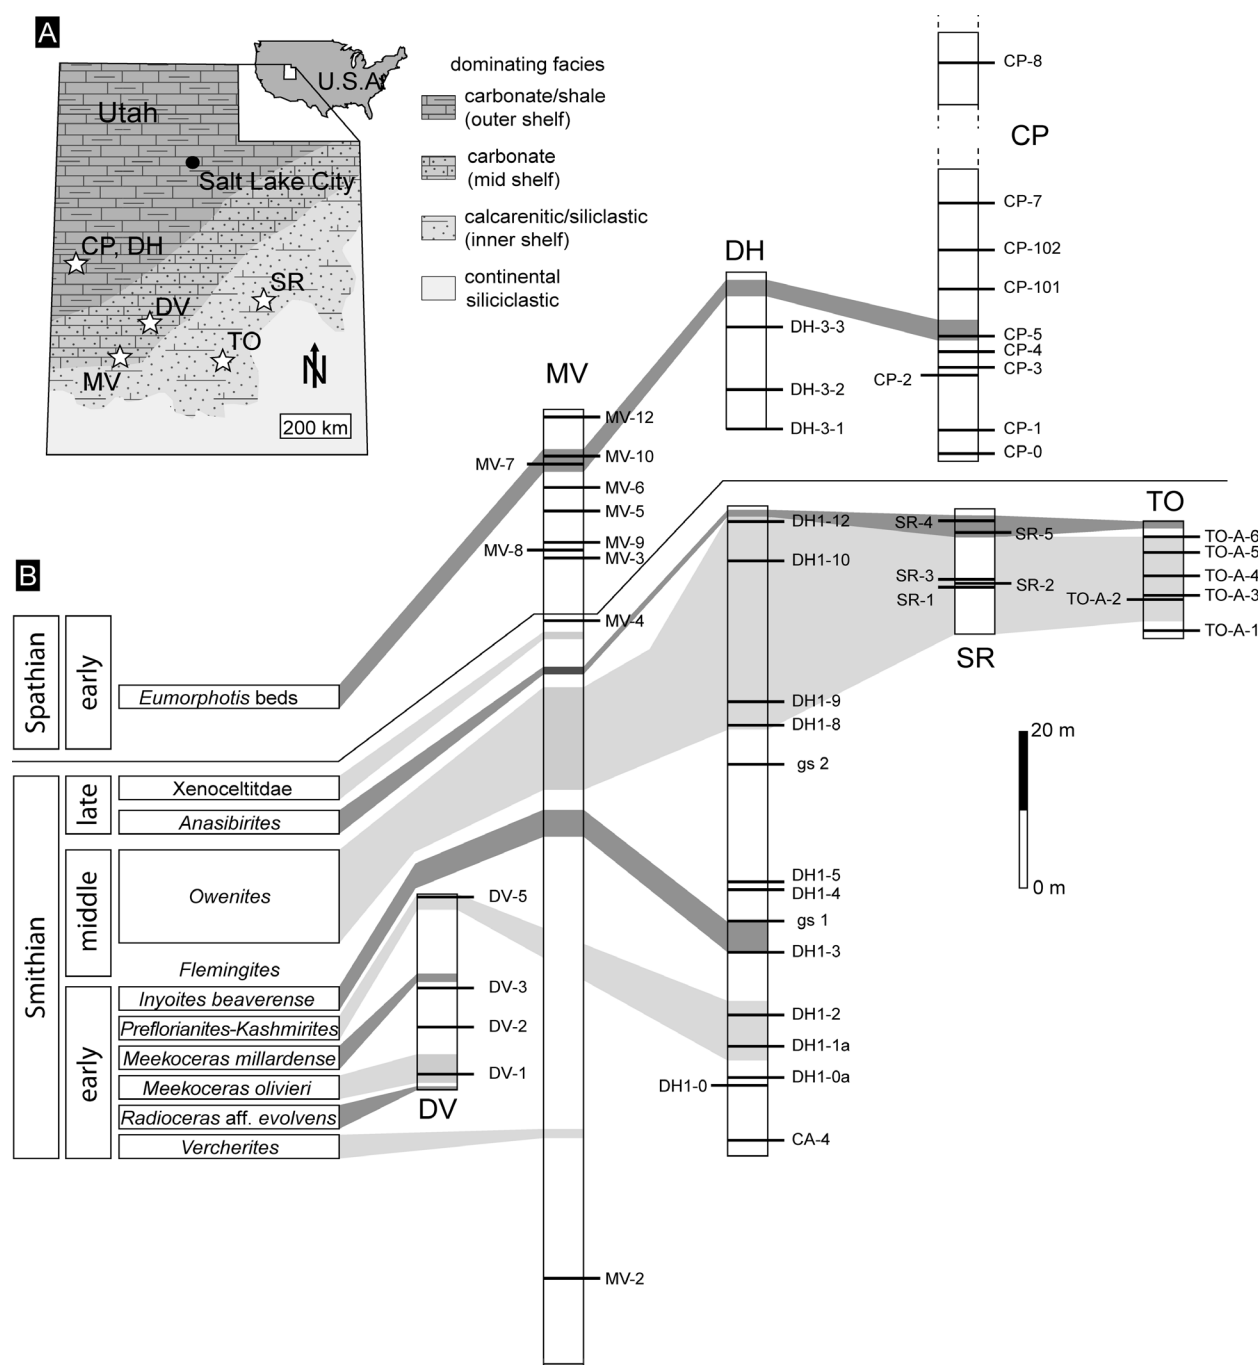 A
U.S.A
Utah
Salt Lake City
CP, DH
DV
SR
TO
MV
N
200 km
dominating facies
carbonate/shale
(outer shelf)
carbonate
(mid shelf)
calcarenitic/siliclastic
(inner shelf)
continental
siliciclastic
CP
CP-8
CP-7
CP-102
CP-101
CP-5
CP-4
CP-3
CP-2
CP-1
CP-0
DH
DH-3-3
DH-3-2
DH-3-1
MV
MV-12
MV-10
MV-7
MV-6
MV-5
MV-9
MV-8
MV-3
MV-4
MV-2
DH1-12
DH1-10
DH1-9
DH1-8
gs 2
DH1-5
DH1-4
gs 1
DH1-3
DH1-2
DH1-1a
DH1-0a
DH1-0
CA-4
SR-4
SR-5
SR-3
SR-2
SR-1
SR
TO
TO-A-6
TO-A-5
TO-A-4
TO-A-3
TO-A-2
TO-A-1
20 m
0 m
B
Spathian
early
Eumorphotis beds
Smithian
late
Xenoceltitdae
Anasibirites
middle
Owenites
Flemingites
early
Inyoites beaverense
Preflorianites-Kashmirites
Meekoceras millardense
Meekoceras olivieri
Radioceras aff. evolvens
Vercherites
DV-5
DV-3
DV-2
DV-1
DV